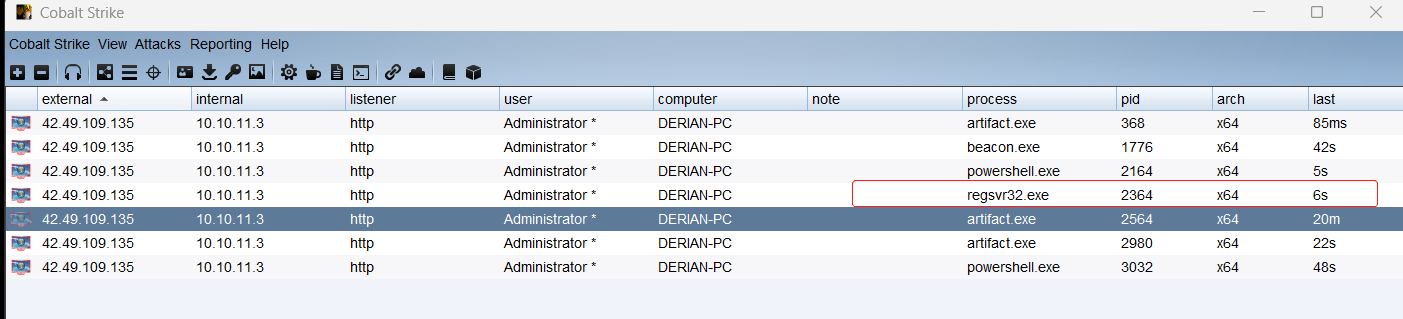 Cobalt Strike
Cobalt Strike View Attacks Reporting Help
external internal listener user computer note process pid arch last
42.49.109.135 10.10.11.3 http Administrator * DERIAN-PC artifact.exe 368 x64 85ms
42.49.109.135 10.10.11.3 http Administrator * DERIAN-PC beacon.exe 1776 x64 42s
42.49.109.135 10.10.11.3 http Administrator * DERIAN-PC powershell.exe 2164 x64 5s
42.49.109.135 10.10.11.3 http Administrator * DERIAN-PC regsvr32.exe 2364 x64 6s
42.49.109.135 10.10.11.3 http Administrator * DERIAN-PC artifact.exe 2564 x64 20m
42.49.109.135 10.10.11.3 http Administrator * DERIAN-PC artifact.exe 2980 x64 22s
42.49.109.135 10.10.11.3 http Administrator * DERIAN-PC powershell.exe 3032 x64 48s